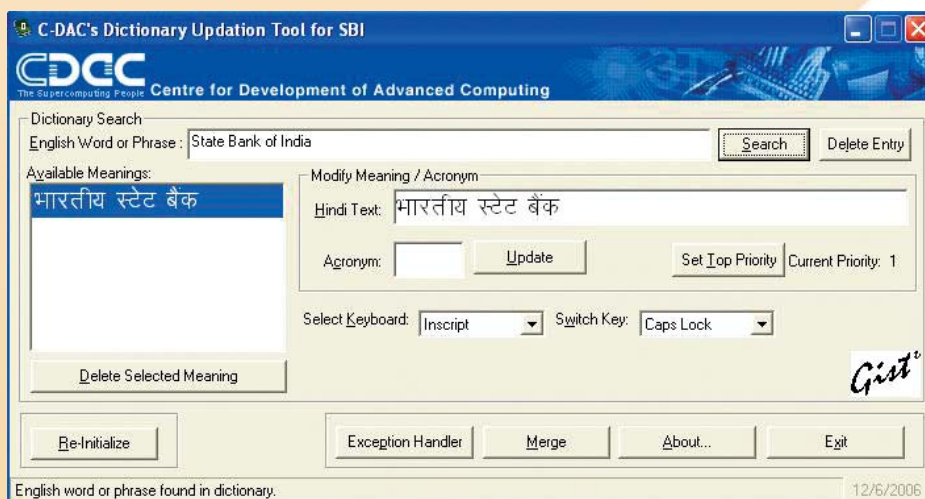 C-DAC's Dictionary Updation Tool for SBI
CDAC
The Supercomputing People Centre for Development of Advanced Computing
Dictionary Search
English Word or Phrase : State Bank of India Search Delete Entry
Available Meanings:
भारतीय स्टेट बैंक
Modify Meaning / Acronym
Hindi Text: भारतीय स्टेट बैंक
Acronym: Update Set Top Priority Current Priority: 1
Select Keyboard: Inscript Switch Key: Caps Lock
Delete Selected Meaning
Gist
Re-Initialize Exception Handler Merge About... Exit
English word or phrase found in dictionary. 12/6/2006